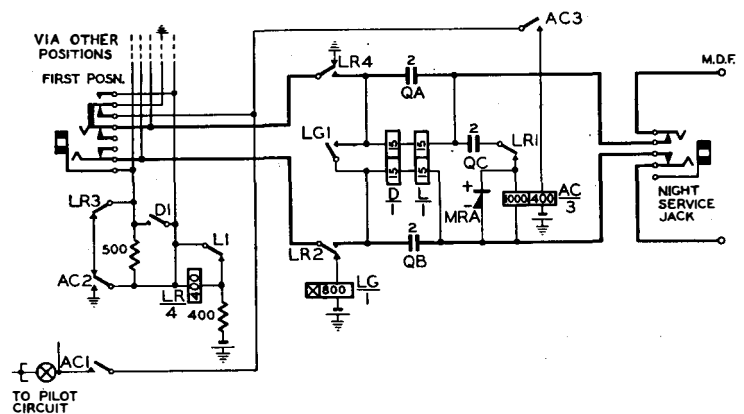 VIA OTHER
POSITIONS
FIRST POSN.
AC3
M.D.F.
LR4
2
QA
LG1
15
15
15
15
D
1
L
1
2
QC
LR1
+
-
MRA
1000
400
AC
3
NIGHT
SERVICE
JACK
LR3
D1
500
L1
AC2
LR
4
400
400
LR2
2
QB
800
LG
1
AC1
TO PILOT
CIRCUIT